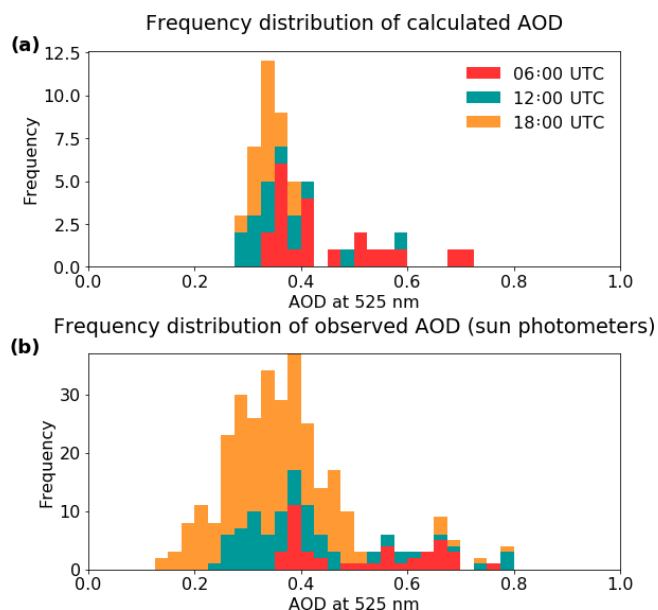 Frequency distribution of calculated AOD
(a)
12.5
10.0
7.5
5.0
2.5
0.0
Frequency
06:00 UTC
12:00 UTC
18:00 UTC
0.0 0.2 0.4 0.6 0.8 1.0
AOD at 525 nm
Frequency distribution of observed AOD (sun photometers)
(b)
30
20
10
0
Frequency
0.0 0.2 0.4 0.6 0.8 1.0
AOD at 525 nm